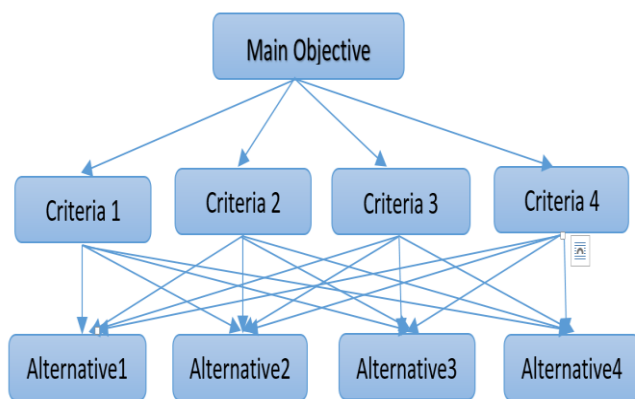 Main Objective
Criteria 1
Criteria 2
Criteria 3
Criteria 4
Alternative1
Alternative2
Alternative3
Alternative4